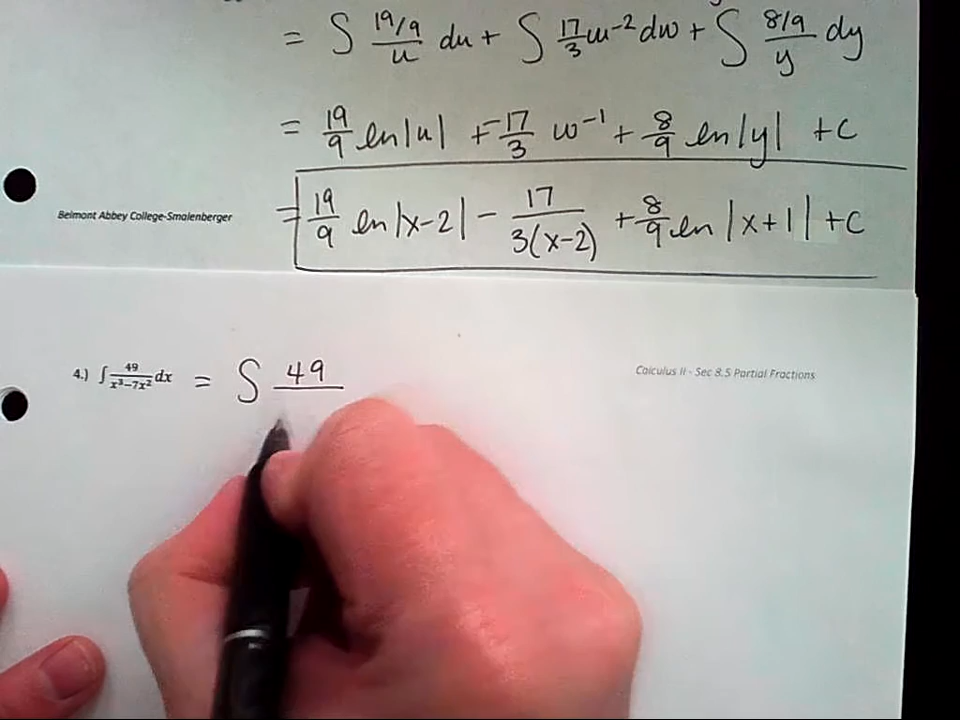 = ∫ 19/9 / u du + ∫ 17/3 w^-2 dw + ∫ 8/9 / y dy
= 19/9 ln|u| + -17/3 w^-1 + 8/9 ln|y| + C
= 19/9 ln|x-2| - 17 / 3(x-2) + 8/9 ln|x+1| + C
Belmont Abbey College-Smalenberger
Calculus II - Sec 8.5 Partial Fractions
4.) ∫ 49 / x³-7x² dx = ∫ 49